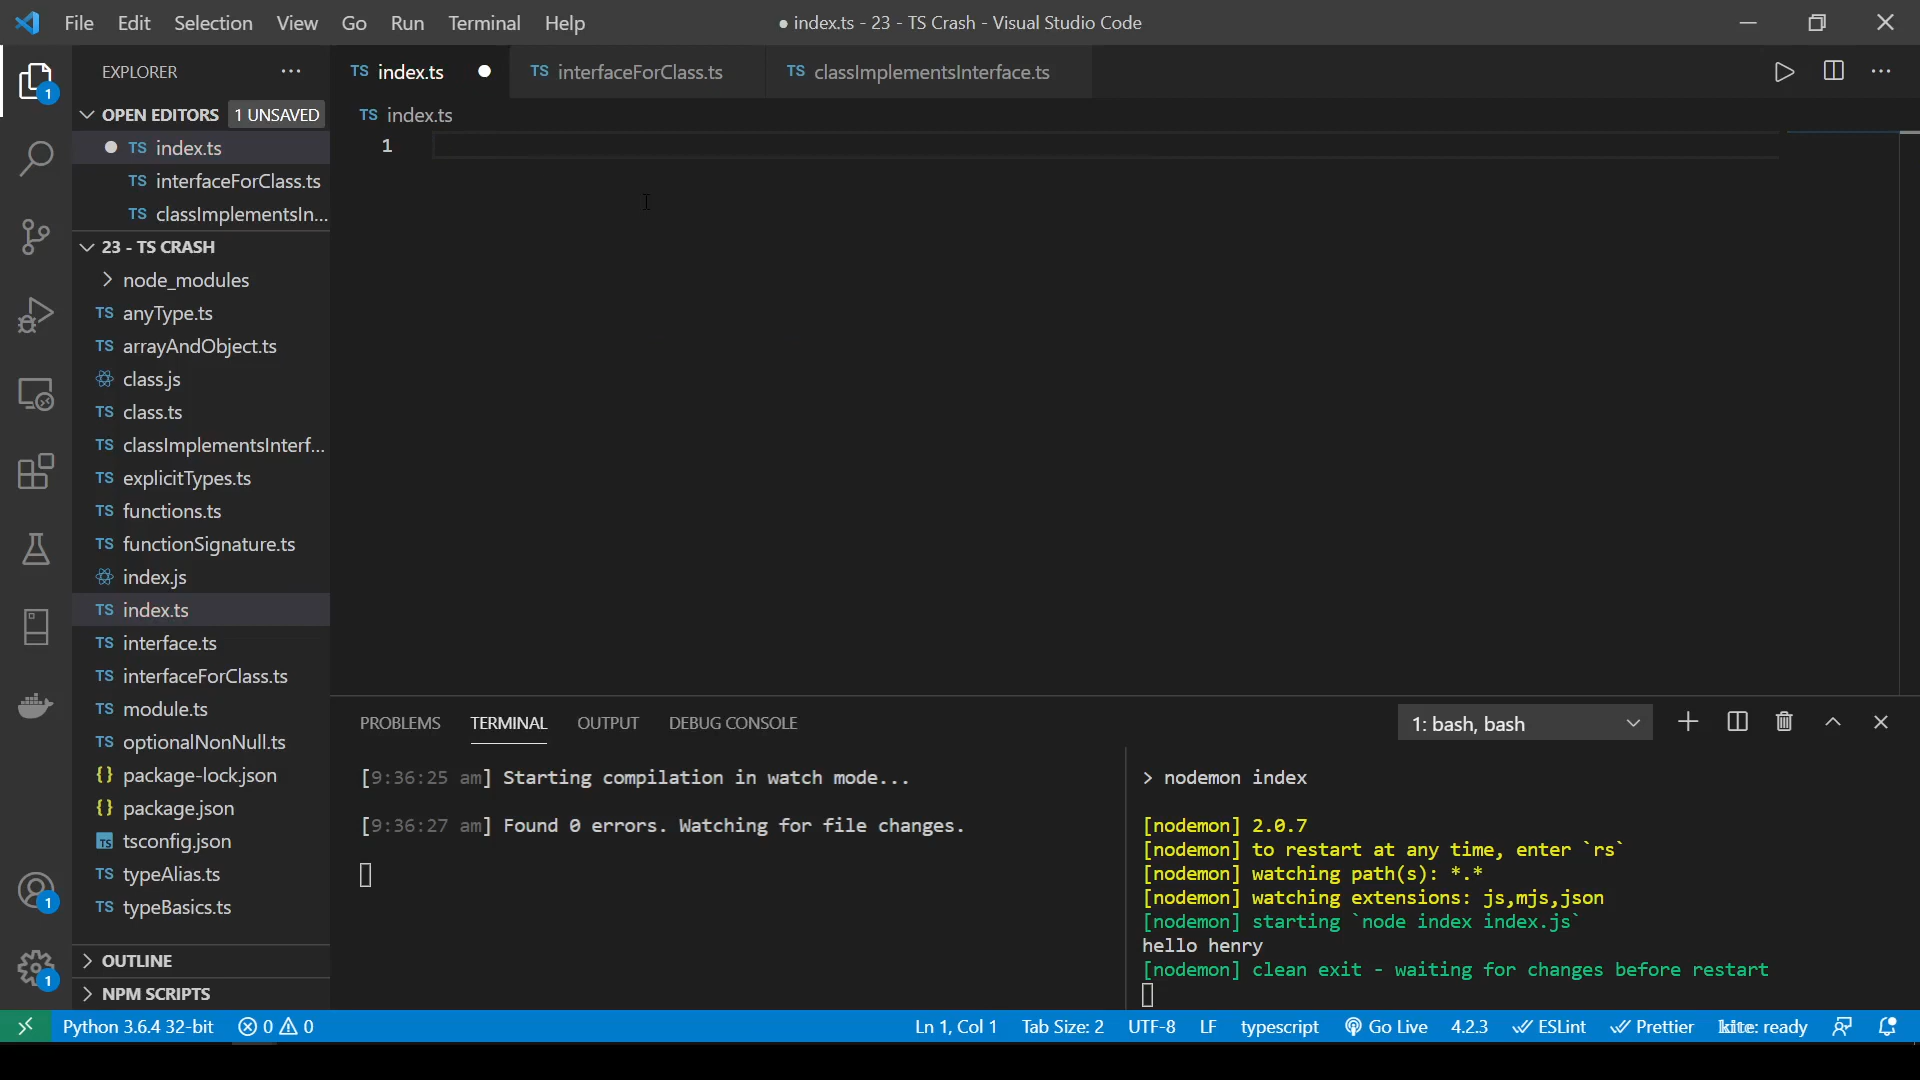 File Edit Selection View Go Run Terminal Help
● index.ts - 23 - TS Crash - Visual Studio Code
EXPLORER
TS index.ts
TS interfaceForClass.ts
TS classImplementsInterface.ts
OPEN EDITORS 1 UNSAVED
TS index.ts
TS interfaceForClass.ts
TS classImplementsIn...
TS index.ts
1
23 - TS CRASH
node_modules
TS anyType.ts
TS arrayAndObject.ts
class.js
TS class.ts
TS classImplementsInterf...
TS explicitTypes.ts
TS functions.ts
TS functionSignature.ts
index.js
TS index.ts
TS interface.ts
TS interfaceForClass.ts
TS module.ts
TS optionalNonNull.ts
{} package-lock.json
{} package.json
TS tsconfig.json
TS typeAlias.ts
TS typeBasics.ts
OUTLINE
NPM SCRIPTS
1
1
1
PROBLEMS TERMINAL OUTPUT DEBUG CONSOLE
1: bash, bash
[9:36:25 am] Starting compilation in watch mode...
[9:36:27 am] Found 0 errors. Watching for file changes.
> nodemon index
[nodemon] 2.0.7
[nodemon] to restart at any time, enter `rs`
[nodemon] watching path(s): *.*
[nodemon] watching extensions: js,mjs,json
[nodemon] starting `node index index.js`
hello henry
[nodemon] clean exit - waiting for changes before restart
Python 3.6.4 32-bit 0 0
Ln 1, Col 1 Tab Size: 2 UTF-8 LF typescript Go Live 4.2.3 ESLint Prettier kite: ready